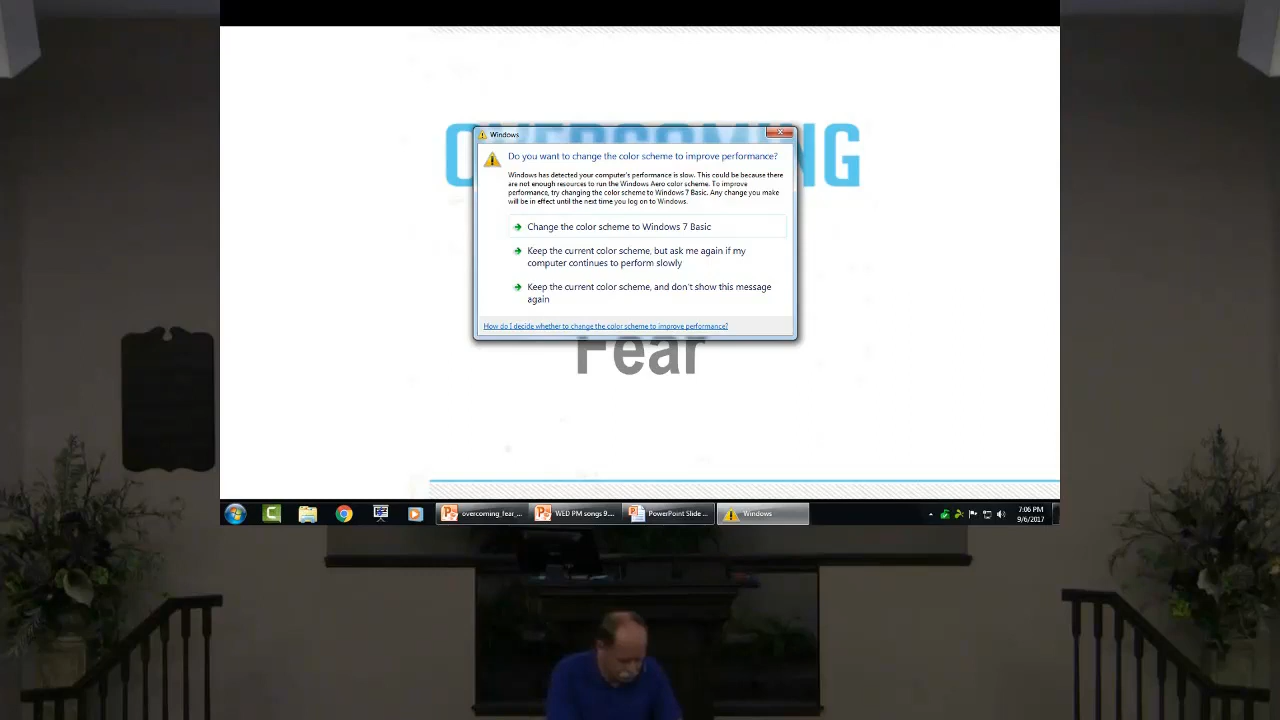 OVERCOMING
Windows
Do you want to change the color scheme to improve performance?
Windows has detected your computer's performance is slow. This could be because there
are not enough resources to run the Windows Aero color scheme. To improve
performance, try changing the color scheme to Windows 7 Basic. Any change you make
will be in effect until the next time you log on to Windows.
Change the color scheme to Windows 7 Basic
Keep the current color scheme, but ask me again if my
computer continues to perform slowly
Keep the current color scheme, and don't show this message
again
How do I decide whether to change the color scheme to improve performance?
Fear
overcoming_fear_... WED PM songs 9.... PowerPoint Slide ... Windows 7:06 PM
9/6/2017